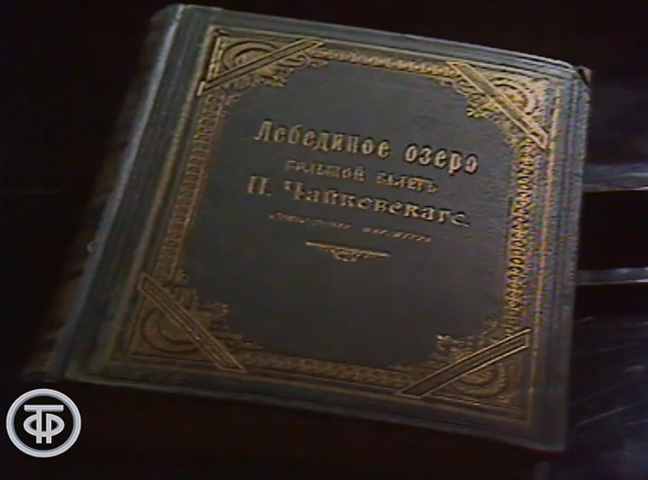 Лебединое озеро
большой балетъ
П. Чайковскаго.